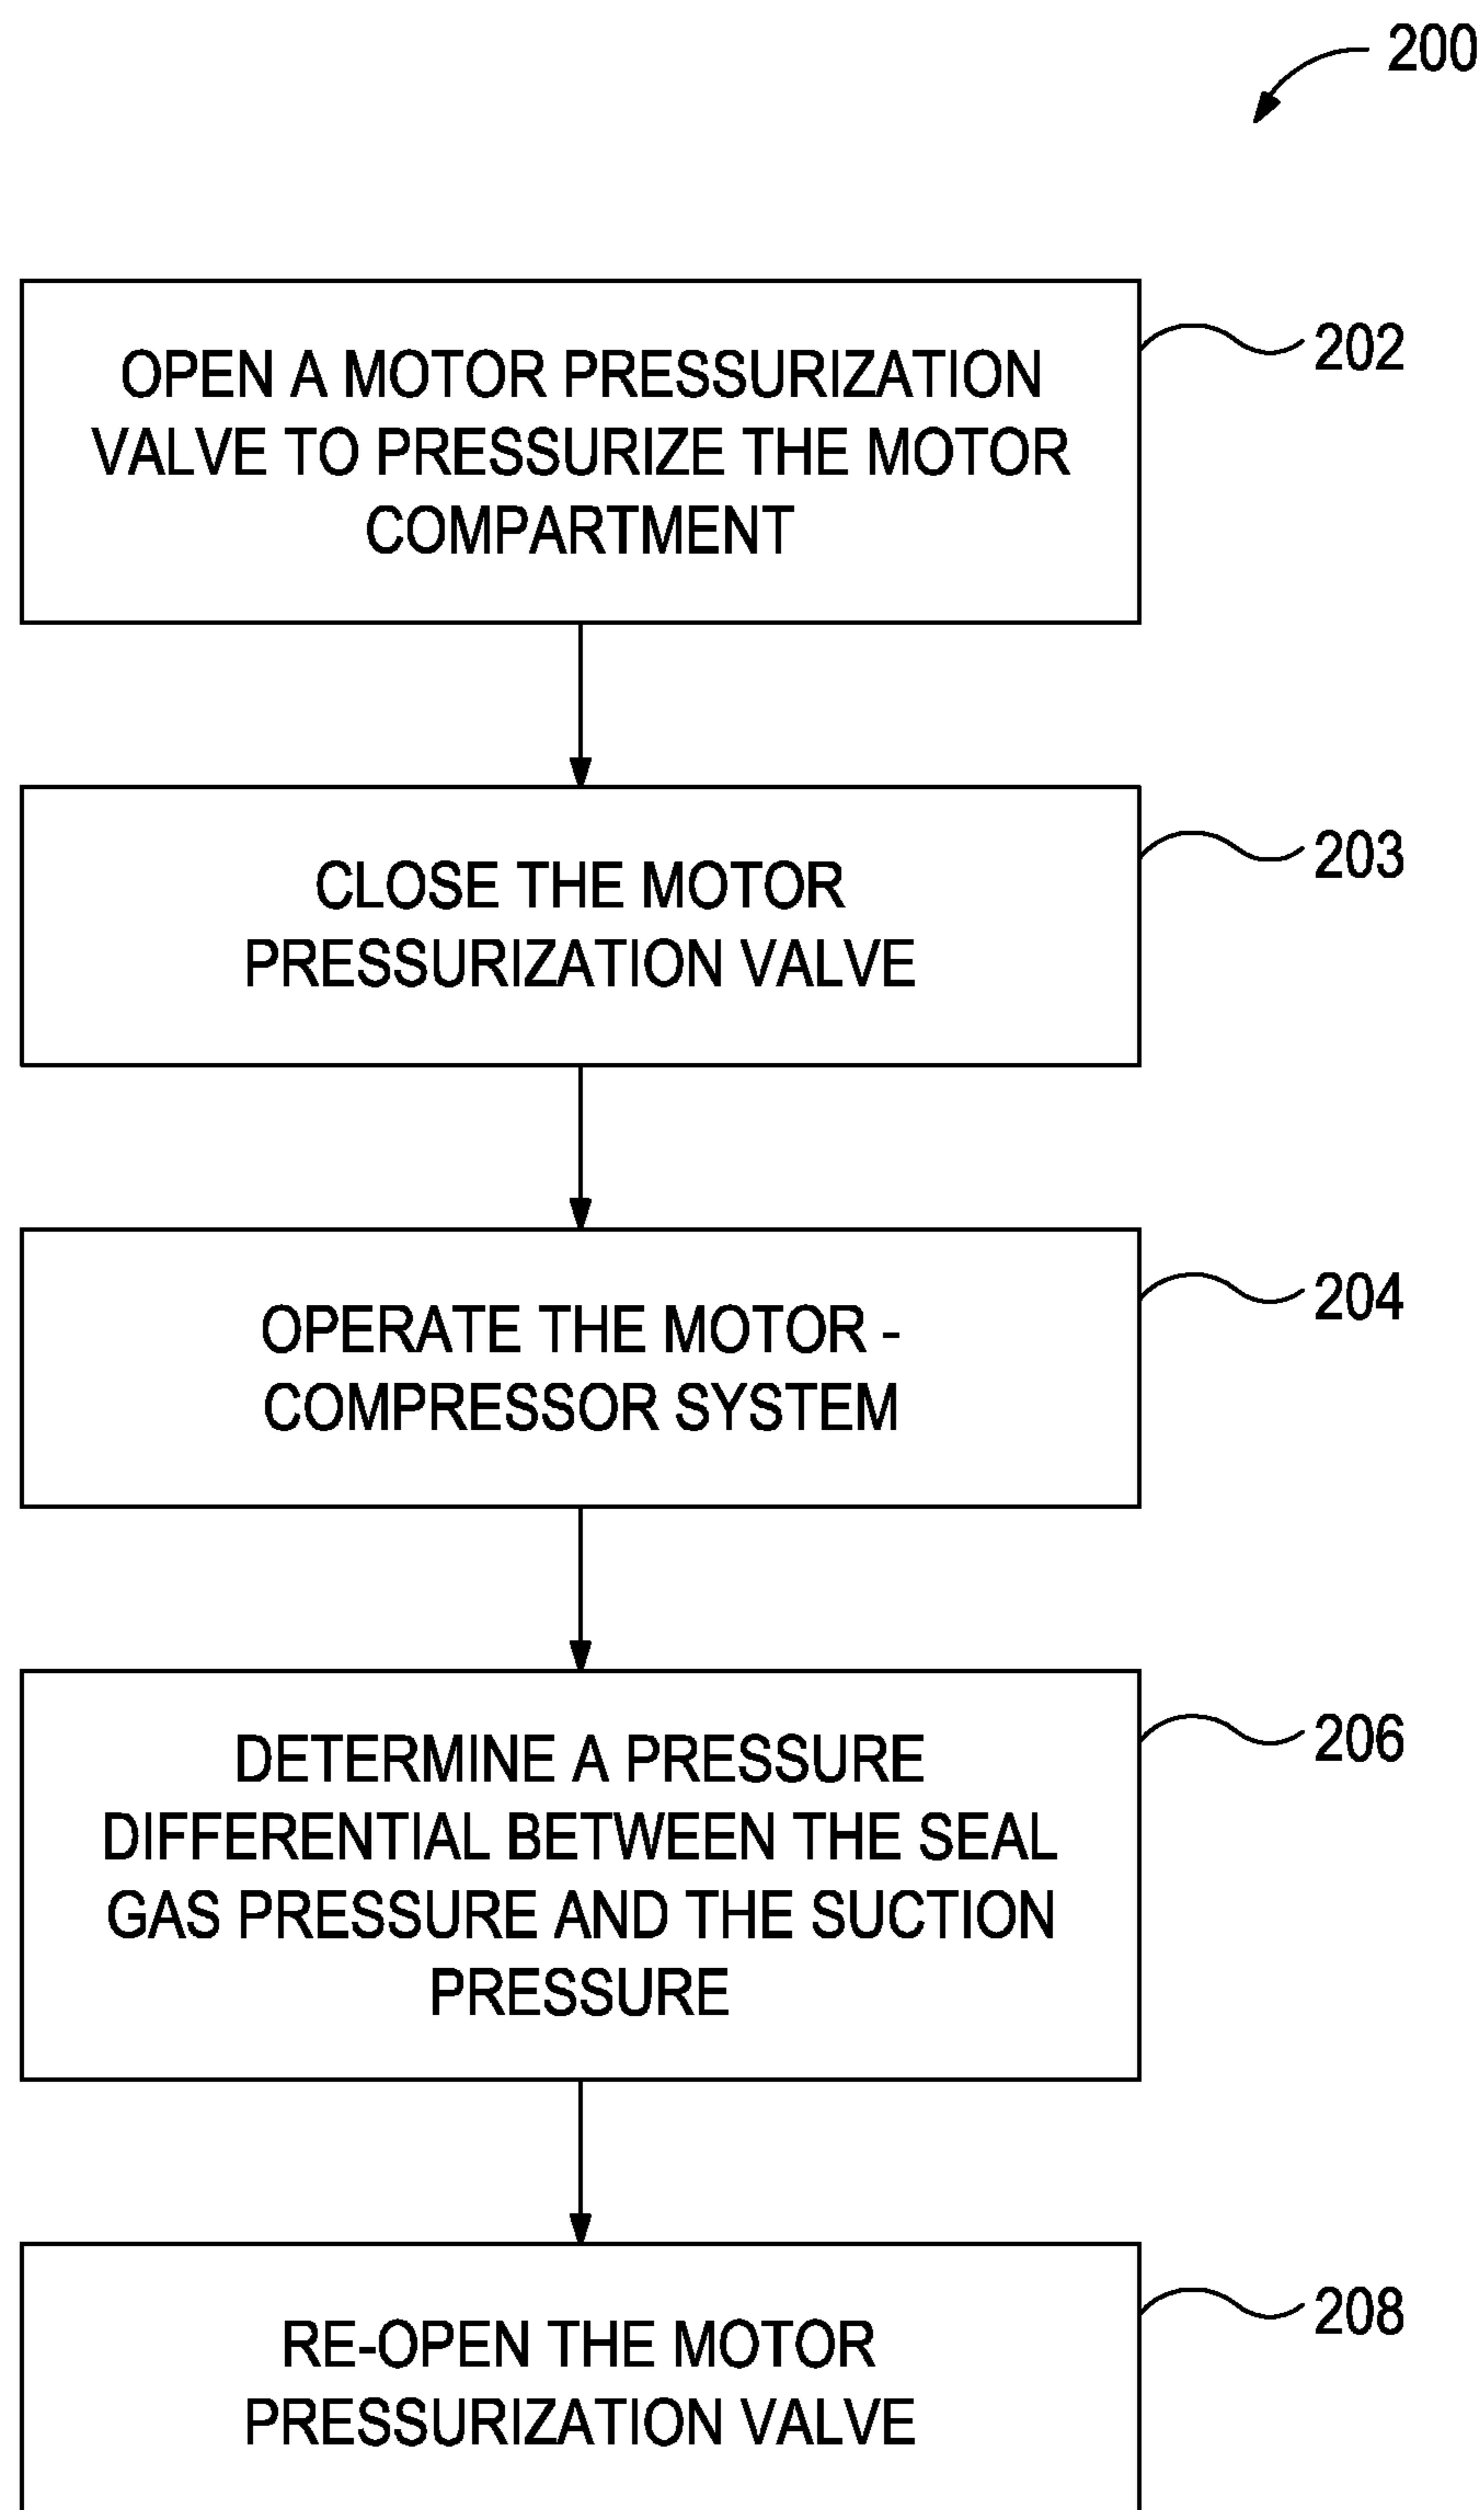 200
OPEN A MOTOR PRESSURIZATION
VALVE TO PRESSURIZE THE MOTOR
COMPARTMENT
202
CLOSE THE MOTOR
PRESSURIZATION VALVE
203
OPERATE THE MOTOR -
COMPRESSOR SYSTEM
204
DETERMINE A PRESSURE
DIFFERENTIAL BETWEEN THE SEAL
GAS PRESSURE AND THE SUCTION
PRESSURE
206
RE-OPEN THE MOTOR
PRESSURIZATION VALVE
208